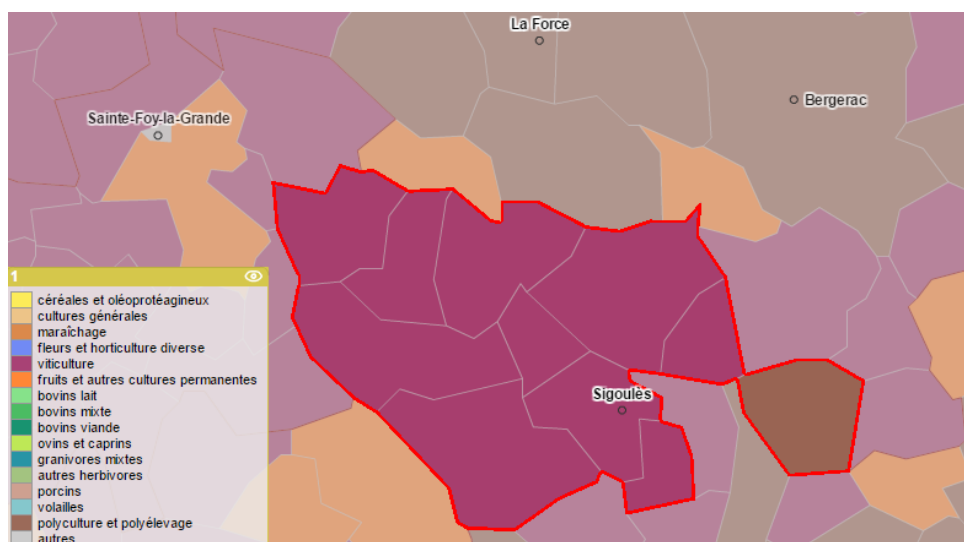 La Force
Bergerac
Sainte-Foy-la-Grande
1
céréales et oléoprotéagineux
cultures générales
maraîchage
fleurs et horticulture diverse
viticulture
fruits et autres cultures permanentes
bovins lait
bovins mixte
bovins viande
ovins et caprins
granivores mixtes
autres herbivores
porcins
volailles
polyculture et polyélevage
autres
Sigoulès